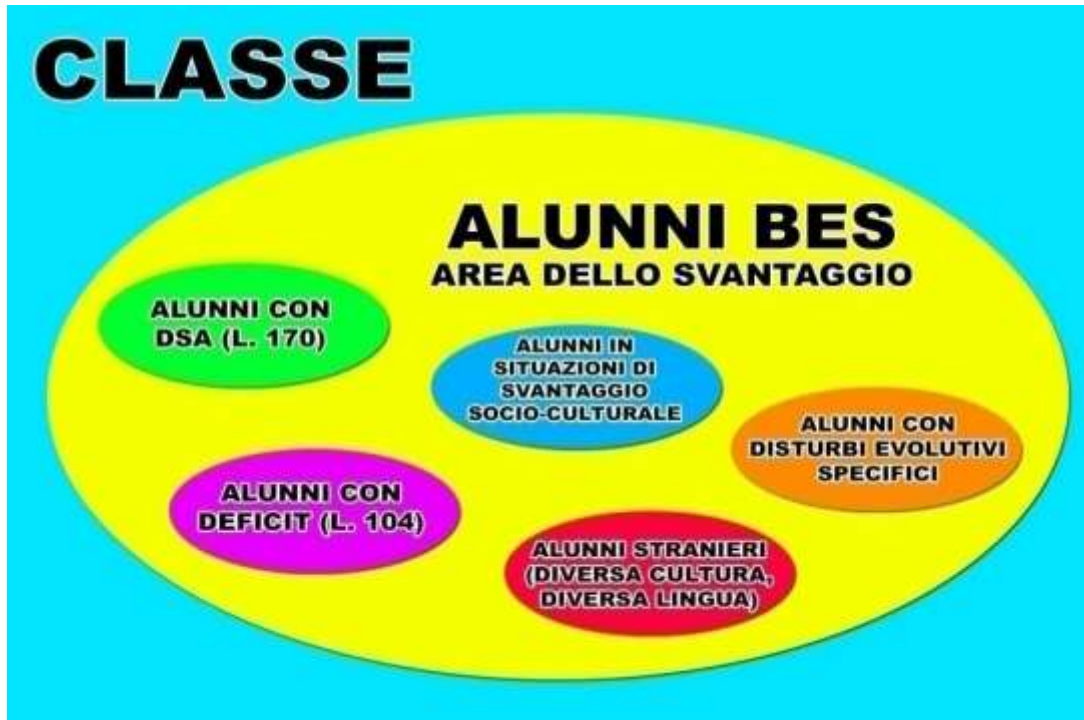 CLASSE
ALUNNI BES
AREA DELLO SVANTAGGIO
ALUNNI CON
DSA (L. 170)
ALUNNI IN
SITUAZIONI DI
SVANTAGGIO
SOCIO-CULTURALE
ALUNNI CON
DISTURBI EVOLUTIVI
SPECIFICI
ALUNNI CON
DEFICIT (L. 104)
ALUNNI STRANIERI
(DIVERSA CULTURA,
DIVERSA LINGUA)